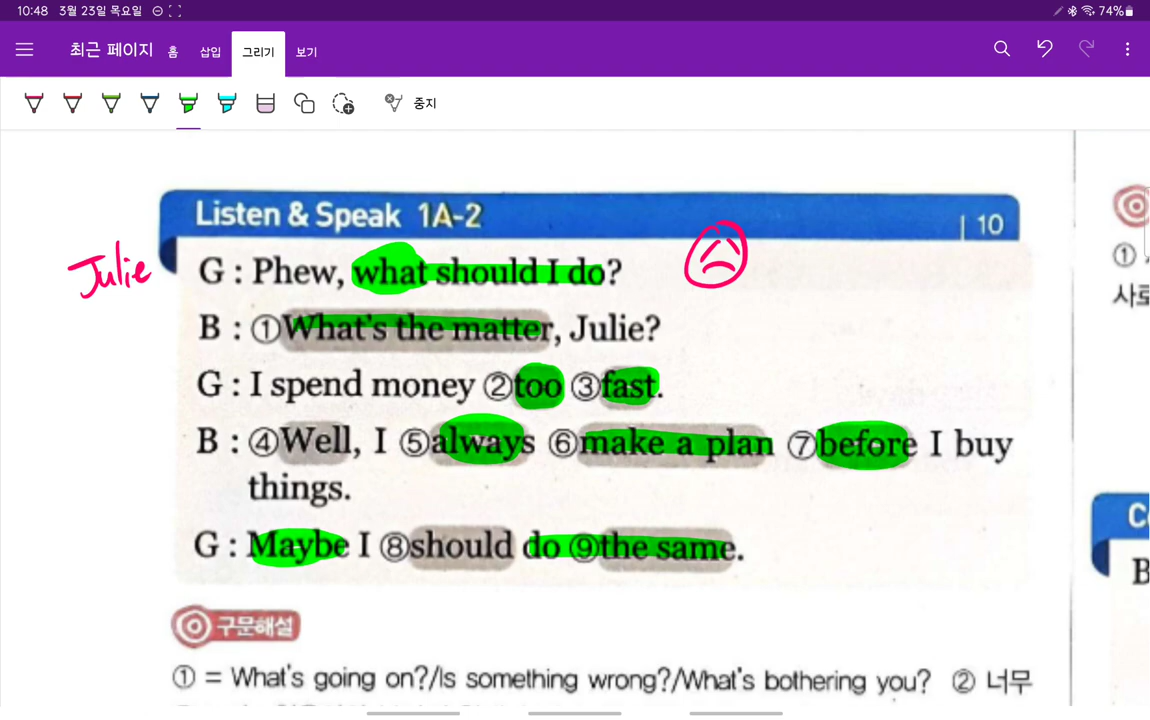 10:48 3월 23일 목요일 74%
최근 페이지 홈 삽입 그리기 보기
중지
Listen & Speak 1A-2 | 10
Julie
G : Phew, what should I do?
B : ①What's the matter, Julie?
G : I spend money ②too ③fast.
B : ④Well, I ⑤always ⑥make a plan ⑦before I buy
things.
G : Maybe I ⑧should do ⑨the same.
구문해설
① = What's going on?/Is something wrong?/What's bothering you? ② 너무
①
C
B